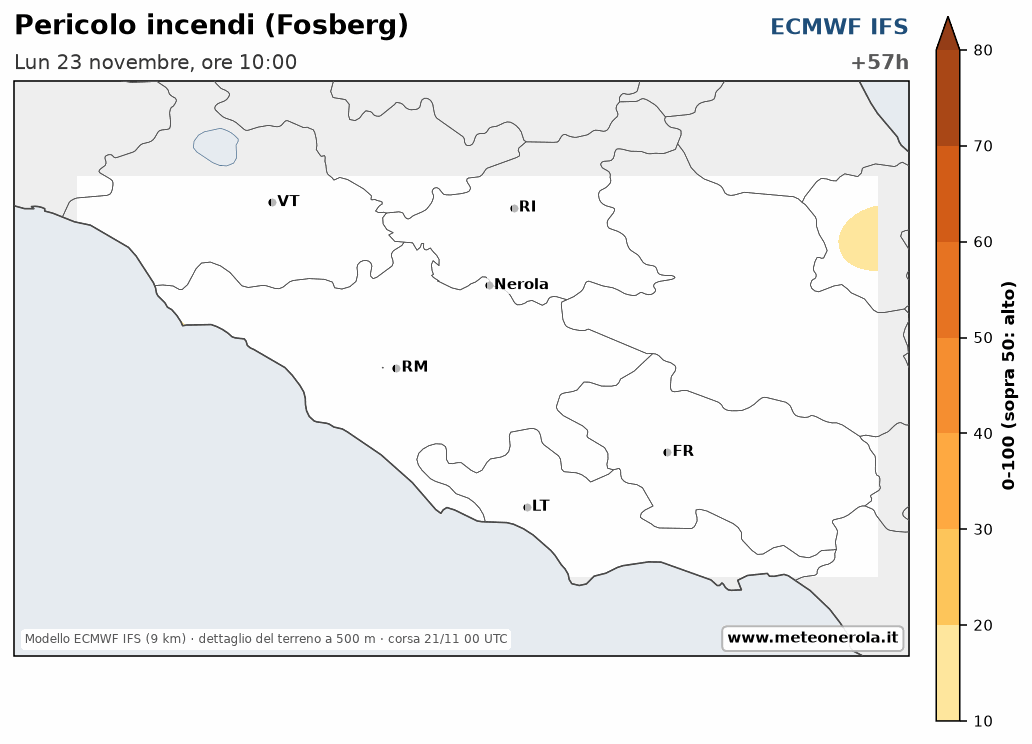 Pericolo incendi (Fosberg)
ECMWF IFS
Lun 23 novembre, ore 10:00
+57h
VT
RI
Nerola
RM
FR
LT
80
70
60
50
40
30
20
10
0-100 (sopra 50: alto)
Modello ECMWF IFS (9 km) · dettaglio del terreno a 500 m · corsa 21/11 00 UTC
www.meteonerola.it